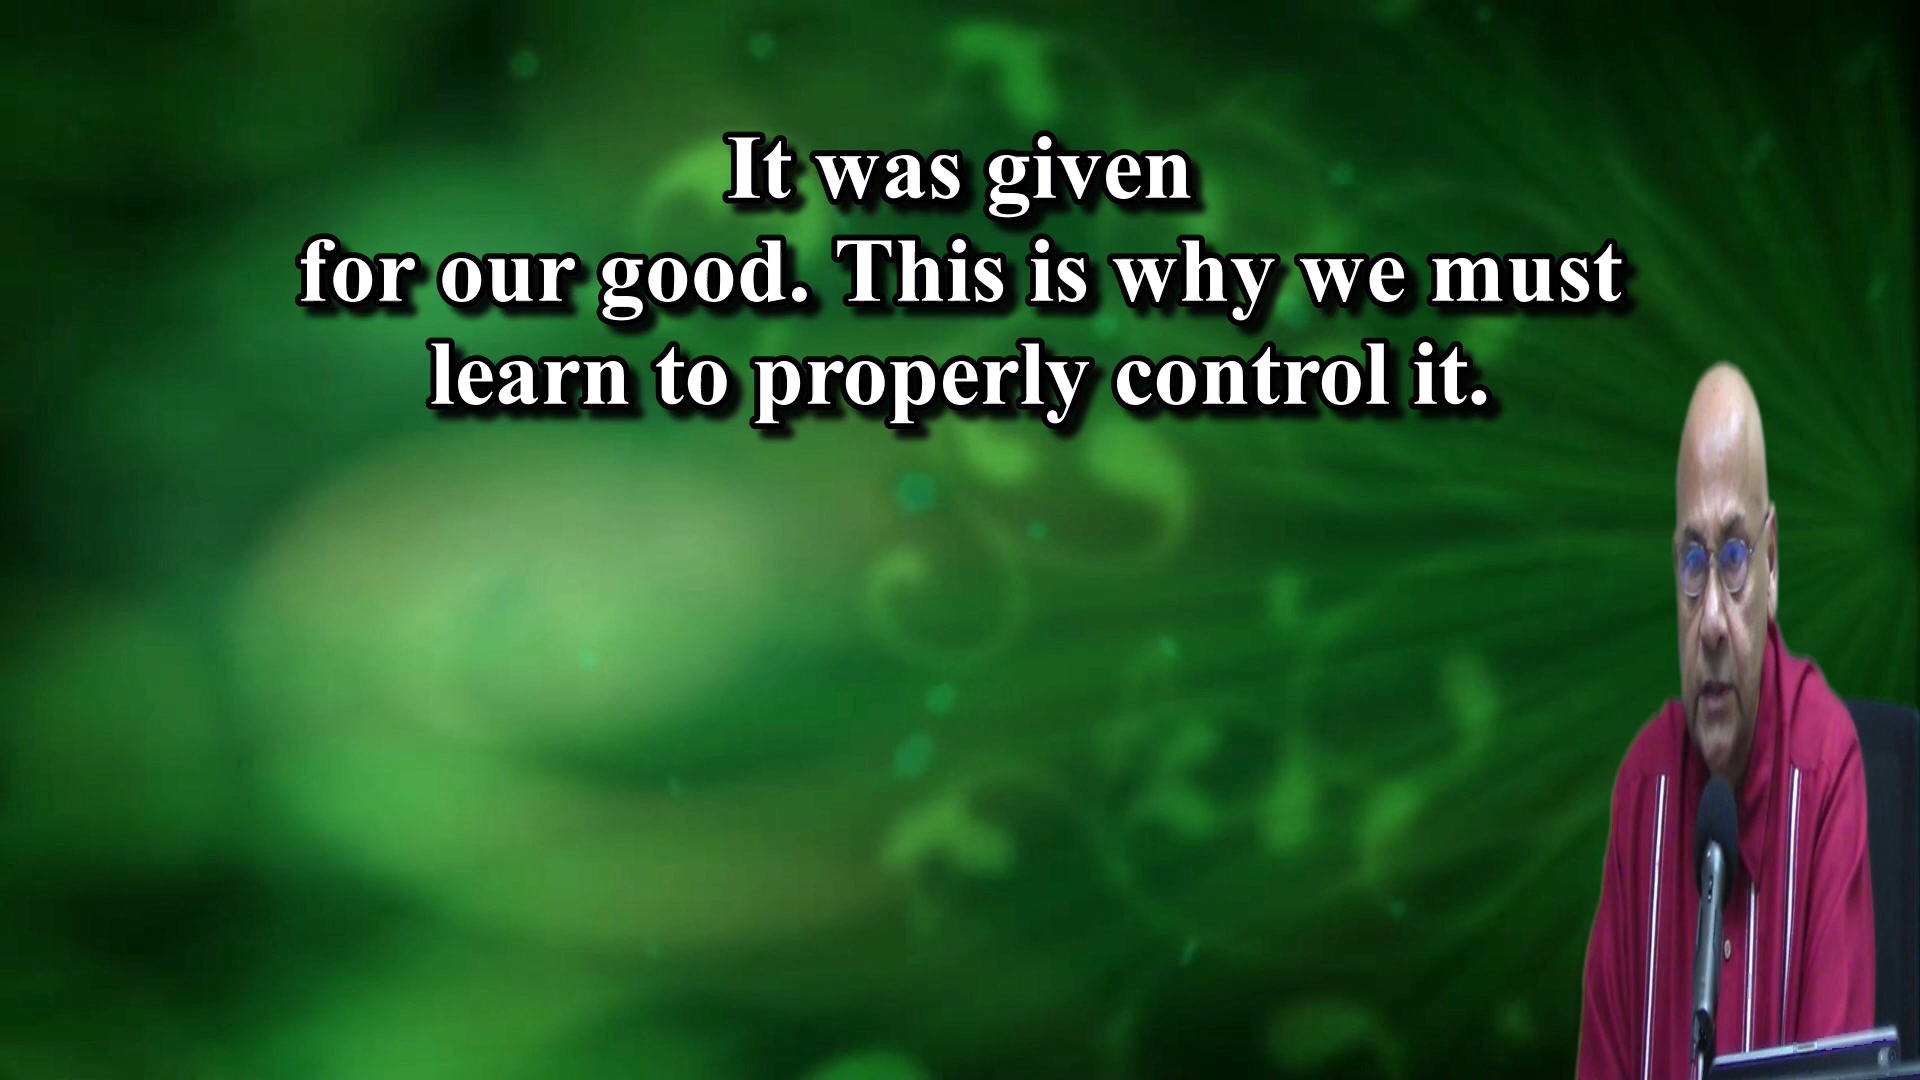 It was given
for our good. This is why we must
learn to properly control it.